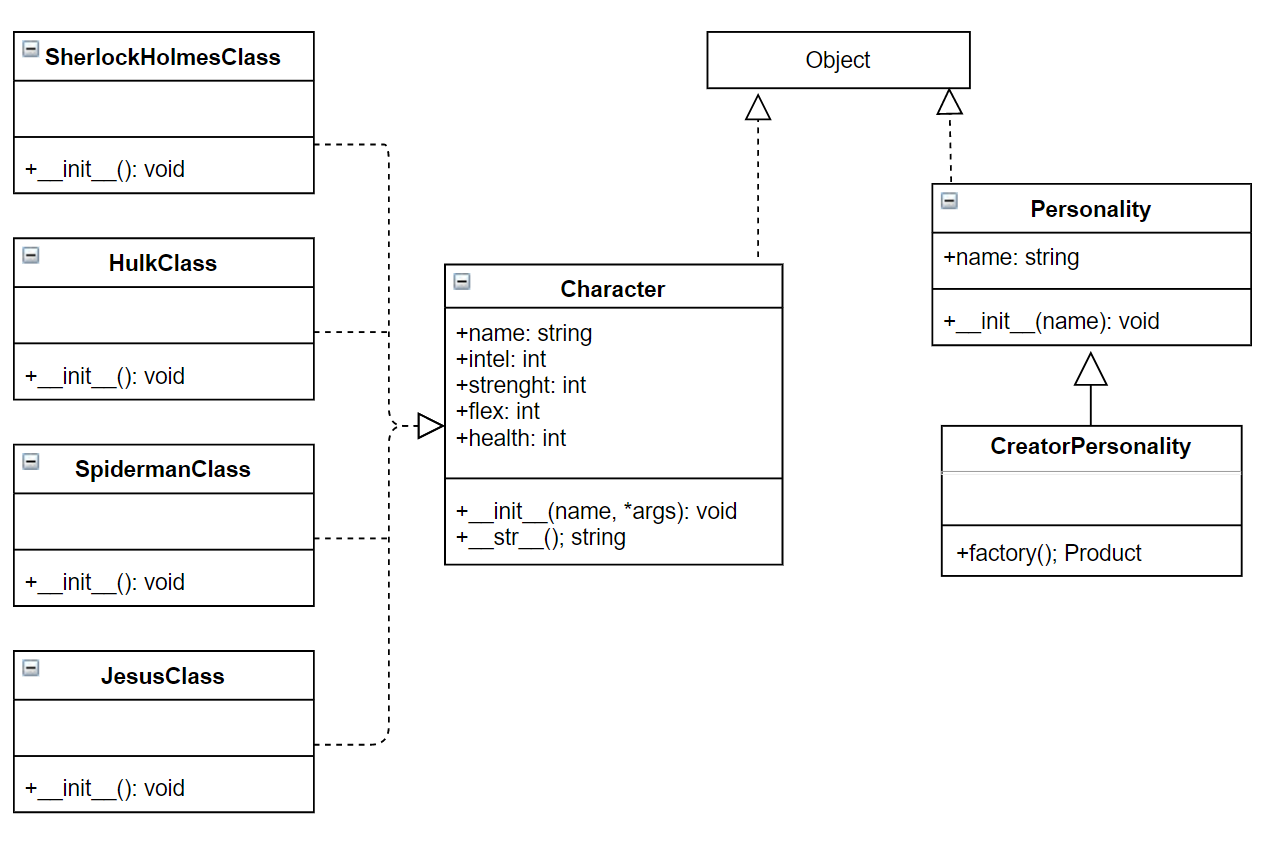 SherlockHolmesClass
+__init__(): void
HulkClass
+__init__(): void
SpidermanClass
+__init__(): void
JesusClass
+__init__(): void
Object
Character
+name: string
+intel: int
+strenght: int
+flex: int
+health: int
+__init__(name, *args): void
+__str__(); string
Personality
+name: string
+__init__(name): void
CreatorPersonality
+factory(); Product